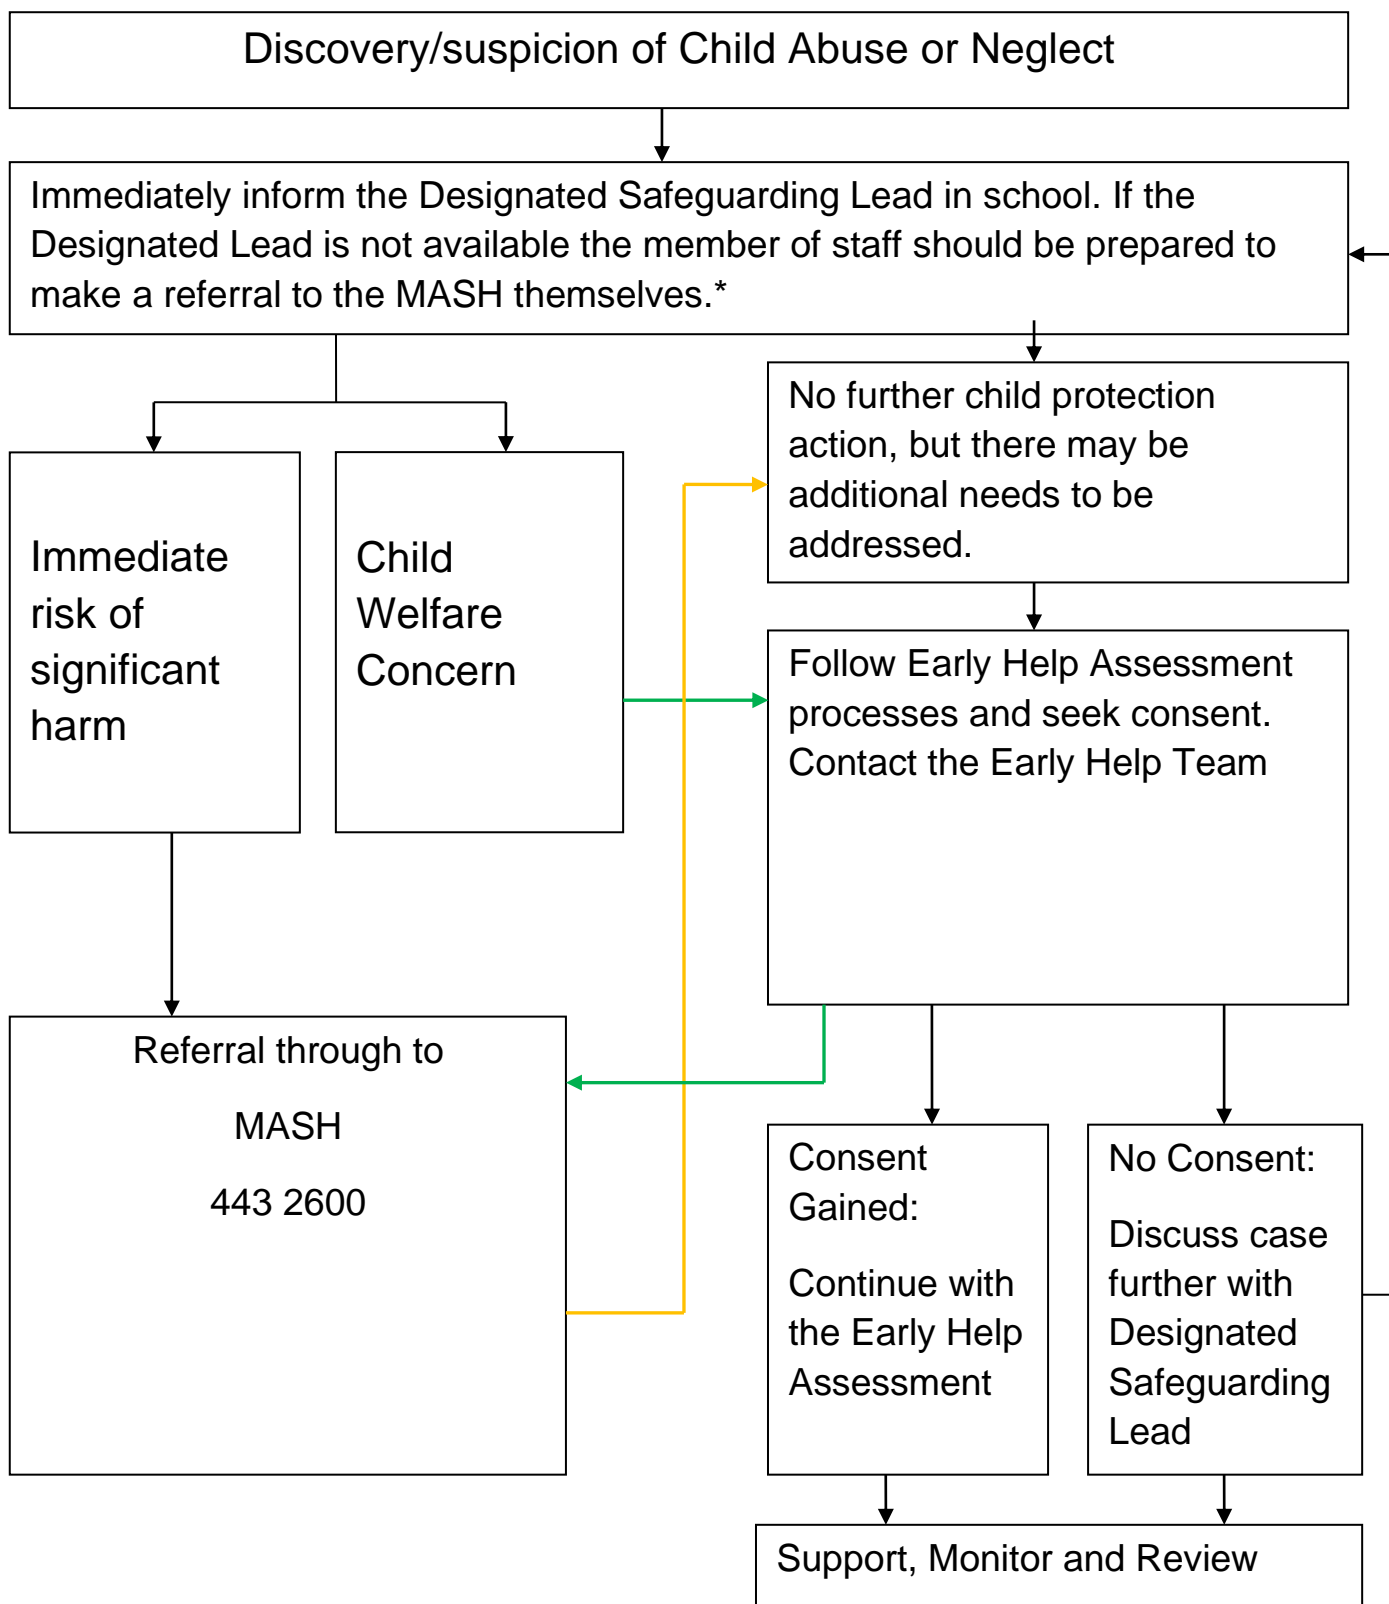 Discovery/suspicion of Child Abuse or Neglect
Immediately inform the Designated Safeguarding Lead in school. If the
Designated Lead is not available the member of staff should be prepared to
make a referral to the MASH themselves.*
No further child protection
action, but there may be
additional needs to be
addressed.
Immediate
risk of
significant
harm
Child
Welfare
Concern
Follow Early Help Assessment
processes and seek consent.
Contact the Early Help Team
Referral through to
MASH
443 2600
Consent
Gained:
Continue with
the Early Help
Assessment
No Consent:
Discuss case
further with
Designated
Safeguarding
Lead
Support, Monitor and Review